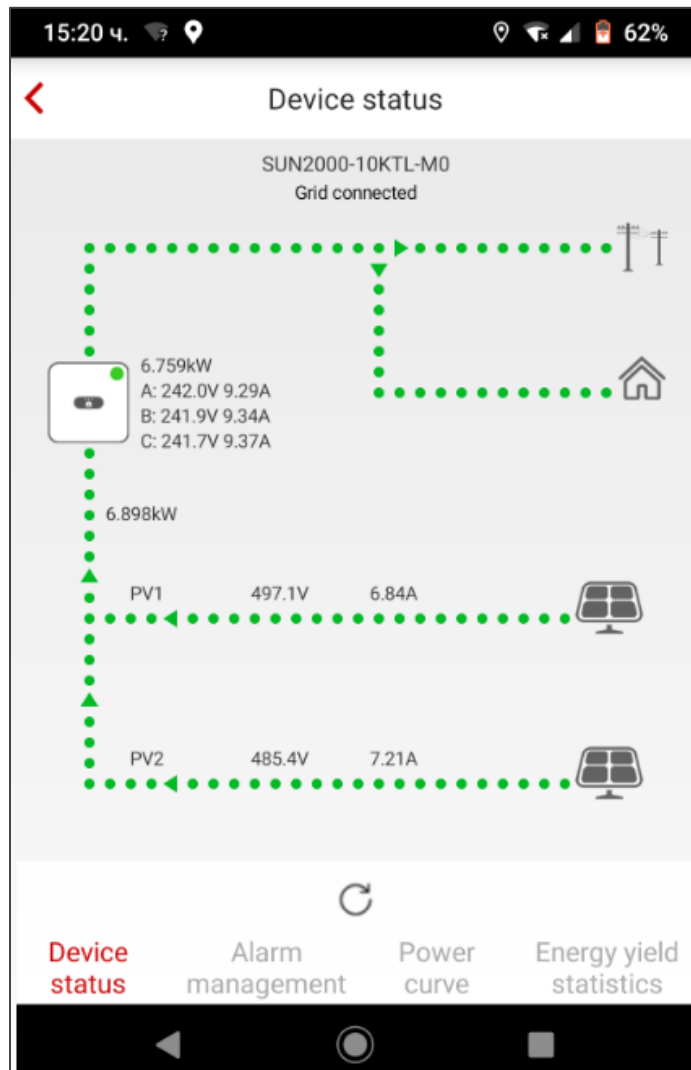 15:20 ч.
62%
Device status
SUN2000-10KTL-M0
Grid connected
6.759kW
A: 242.0V 9.29A
B: 241.9V 9.34A
C: 241.7V 9.37A
6.898kW
PV1 497.1V 6.84A
PV2 485.4V 7.21A
Device status
Alarm management
Power curve
Energy yield statistics